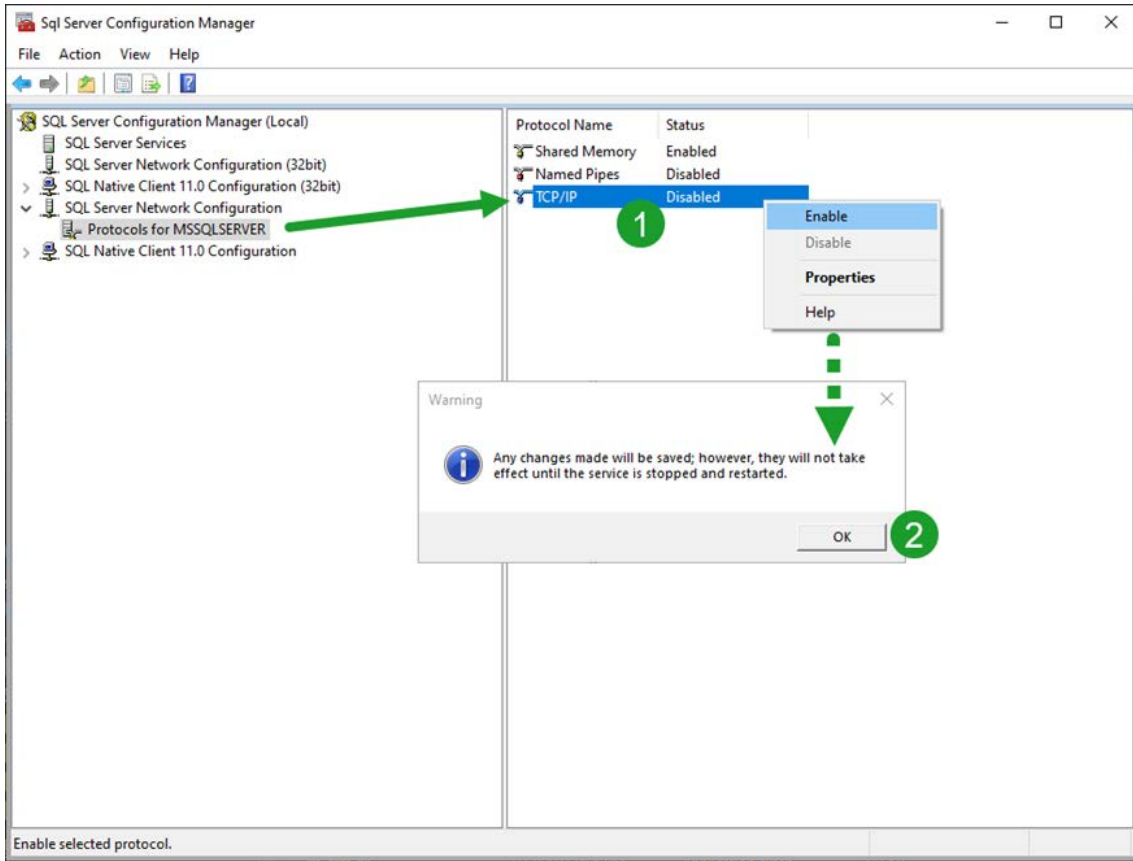 Sql Server Configuration Manager
File Action View Help
SQL Server Configuration Manager (Local)
SQL Server Services
SQL Server Network Configuration (32bit)
SQL Native Client 11.0 Configuration (32bit)
SQL Server Network Configuration
Protocols for MSSQLSERVER
SQL Native Client 11.0 Configuration
Protocol Name Status
Shared Memory Enabled
Named Pipes Disabled
TCP/IP Disabled
1
Enable
Disable
Properties
Help
Warning
Any changes made will be saved; however, they will not take
effect until the service is stopped and restarted.
OK
2
Enable selected protocol.